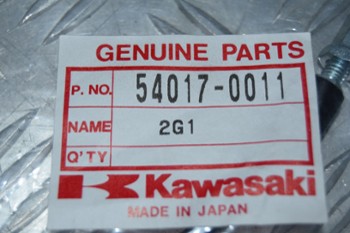 GENUINE PARTS
P. NO. 54017-0011
NAME 2G1
Q'TY
Kawasaki
MADE IN JAPAN